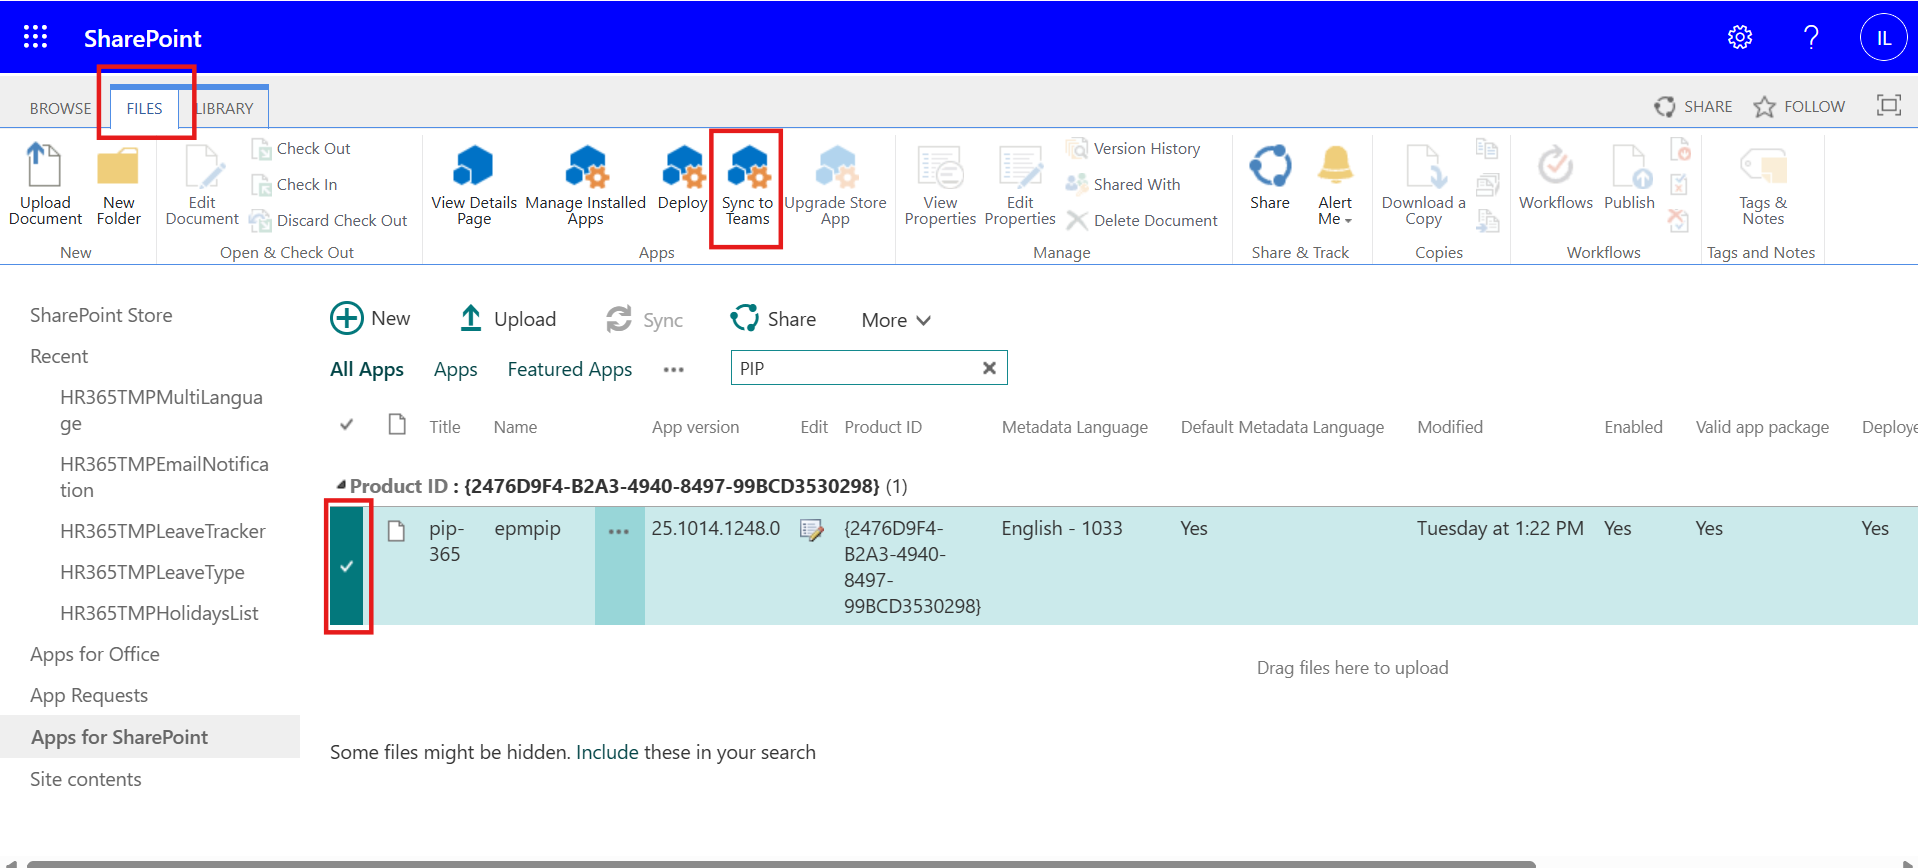 SharePoint
IL
BROWSE FILES LIBRARY
SHARE FOLLOW
Upload Document
New Folder
New
Edit Document
Check Out
Check In
Discard Check Out
Open & Check Out
View Details Page
Manage Installed Apps
Deploy
Sync to Teams
Upgrade Store App
Apps
View Properties
Edit Properties
Version History
Shared With
Delete Document
Manage
Share
Alert Me
Share & Track
Download a Copy
Copies
Workflows
Publish
Workflows
Tags & Notes
Tags and Notes
SharePoint Store
Recent
HR365TMPMultiLangua
ge
HR365TMPEmailNotifica
tion
HR365TMPLeaveTracker
HR365TMPLeaveType
HR365TMPHolidaysList
Apps for Office
App Requests
Apps for SharePoint
Site contents
New Upload Sync Share More
All Apps Apps Featured Apps ... PIP
Title Name App version Edit Product ID Metadata Language Default Metadata Language Modified Enabled Valid app package Deploye
Product ID : {2476D9F4-B2A3-4940-8497-99BCD3530298} (1)
pip- epmpip ... 25.1014.1248.0 {2476D9F4- English - 1033 Yes Tuesday at 1:22 PM Yes Yes Yes
365 B2A3-4940-
8497-
99BCD3530298}
Drag files here to upload
Some files might be hidden. Include these in your search